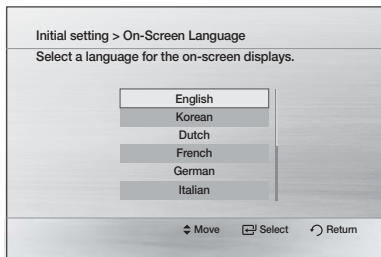 Initial setting > On-Screen Language
Select a language for the on-screen displays.
English
Korean
Dutch
French
German
Italian
Move Select Return